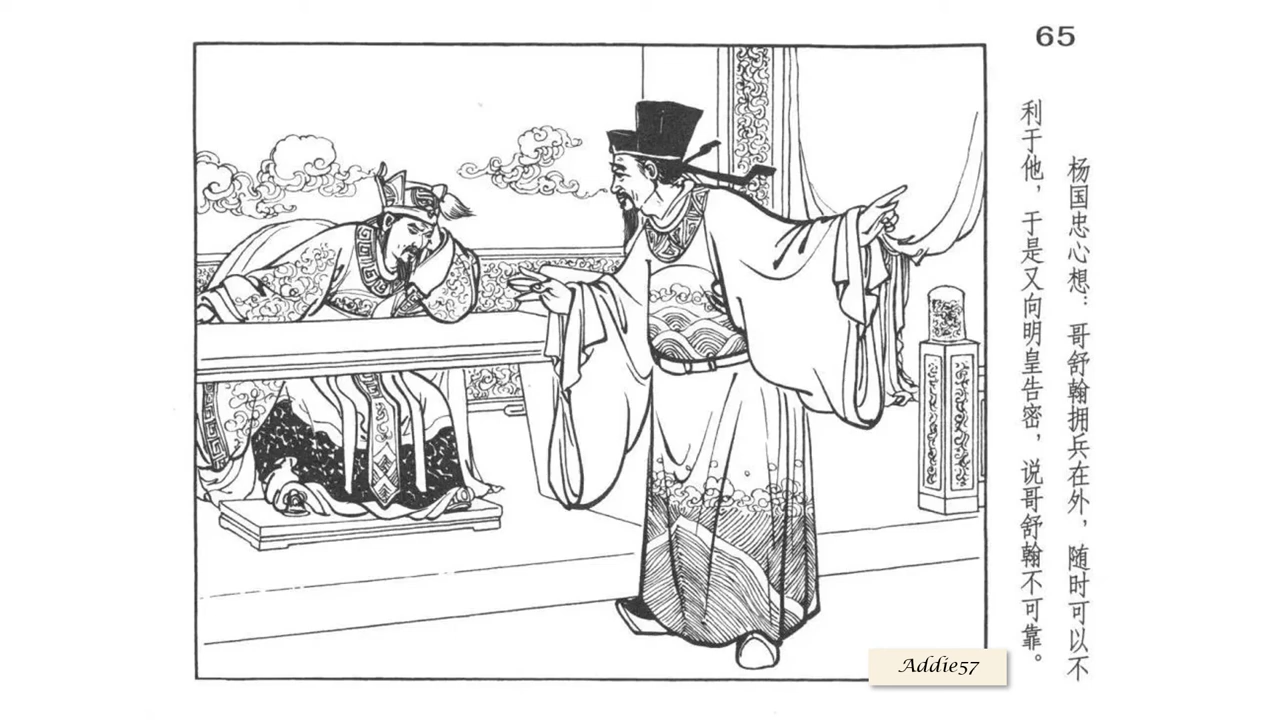 65
杨国忠心想：哥舒翰拥兵在外，随时可以不
利于他，于是又向明皇告密，说哥舒翰不可靠。
Addie57